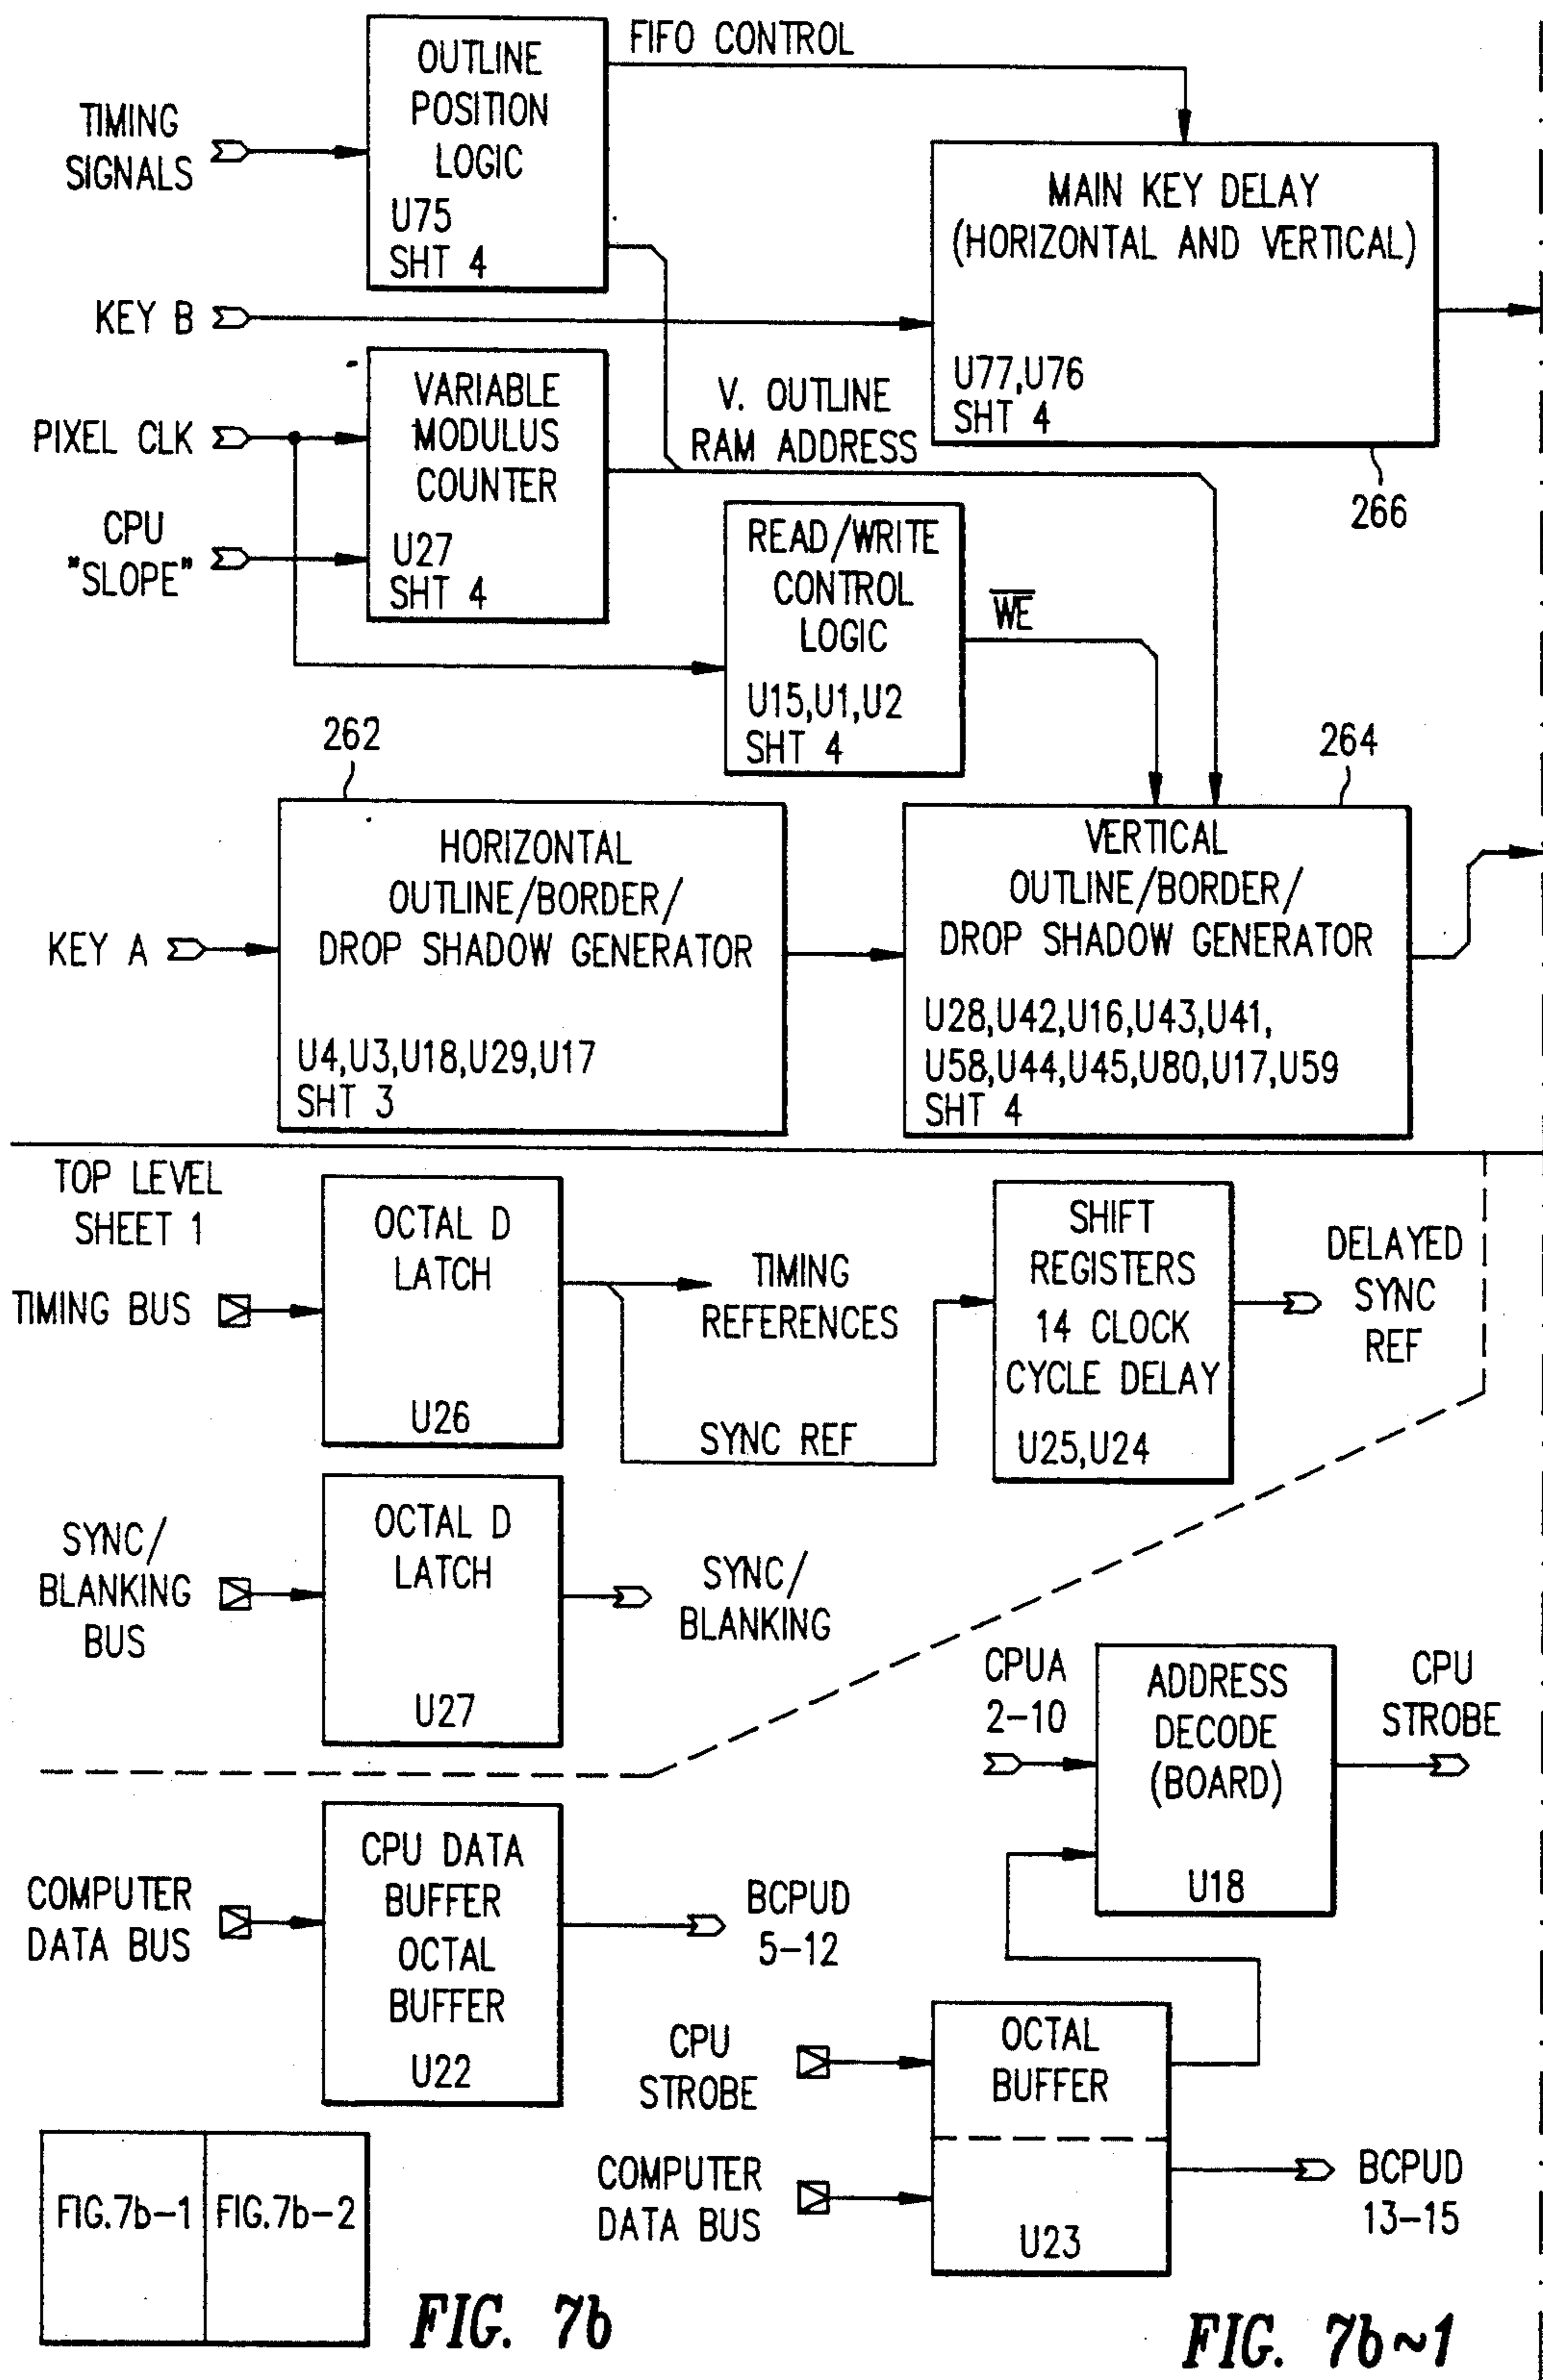 OUTLINE
POSITION
LOGIC
U75
SHT 4
FIFO CONTROL
TIMING
SIGNALS
MAIN KEY DELAY
(HORIZONTAL AND VERTICAL)
U77,U76
SHT 4
266
KEY B
PIXEL CLK
CPU
"SLOPE"
VARIABLE
MODULUS
COUNTER
U27
SHT 4
V. OUTLINE
RAM ADDRESS
READ/WRITE
CONTROL
LOGIC
U15,U1,U2
SHT 4
WE
262
KEY A
HORIZONTAL
OUTLINE/BORDER/
DROP SHADOW GENERATOR
U4,U3,U18,U29,U17
SHT 3
264
VERTICAL
OUTLINE/BORDER/
DROP SHADOW GENERATOR
U28,U42,U16,U43,U41,
U58,U44,U45,U80,U17,U59
SHT 4
TOP LEVEL
SHEET 1
TIMING BUS
OCTAL D
LATCH
U26
TIMING
REFERENCES
SYNC REF
SHIFT
REGISTERS
14 CLOCK
CYCLE DELAY
U25,U24
DELAYED
SYNC
REF
SYNC/
BLANKING
BUS
OCTAL D
LATCH
U27
SYNC/
BLANKING
CPUA
2-10
ADDRESS
DECODE
(BOARD)
U18
CPU
STROBE
COMPUTER
DATA BUS
CPU DATA
BUFFER
OCTAL
BUFFER
U22
BCPUD
5-12
CPU
STROBE
OCTAL
BUFFER
COMPUTER
DATA BUS
U23
BCPUD
13-15
FIG.7b-1
FIG.7b-2
FIG. 7b
FIG. 7b~1